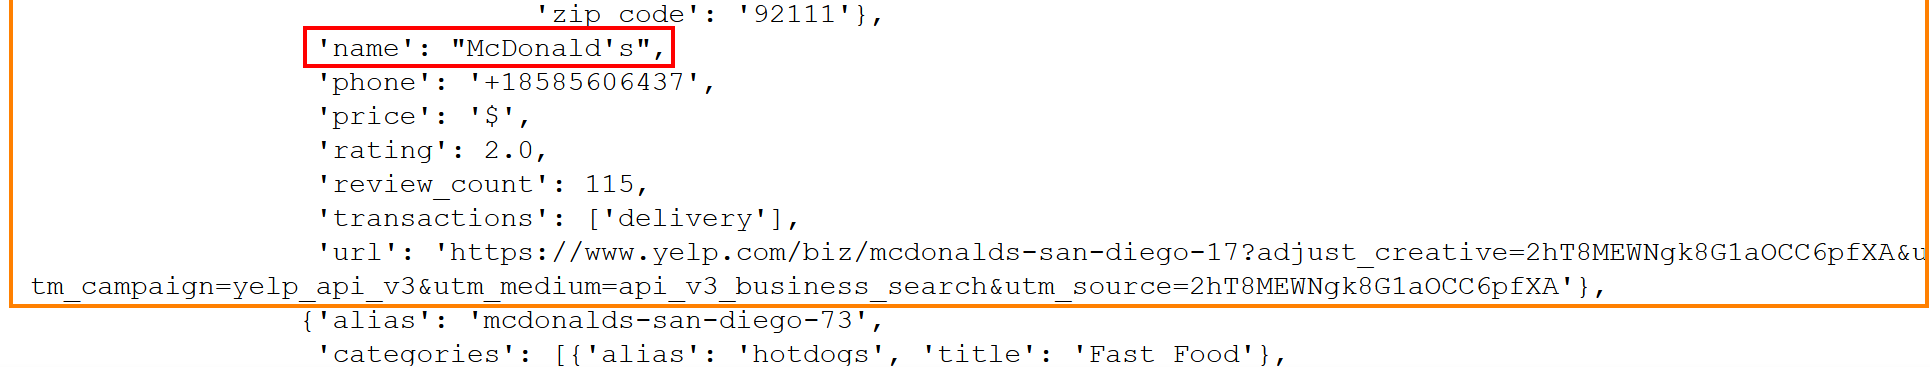 'zip_code': '92111'},
'name': "McDonald's",
'phone': '+18585606437',
'price': '$',
'rating': 2.0,
'review_count': 115,
'transactions': ['delivery'],
'url': 'https://www.yelp.com/biz/mcdonalds-san-diego-17?adjust_creative=2hT8MEWNgk8G1aOCC6pfXA&u
tm_campaign=yelp_api_v3&utm_medium=api_v3_business_search&utm_source=2hT8MEWNgk8G1aOCC6pfXA'},
{'alias': 'mcdonalds-san-diego-73',
'categories': [{'alias': 'hotdogs', 'title': 'Fast Food'},